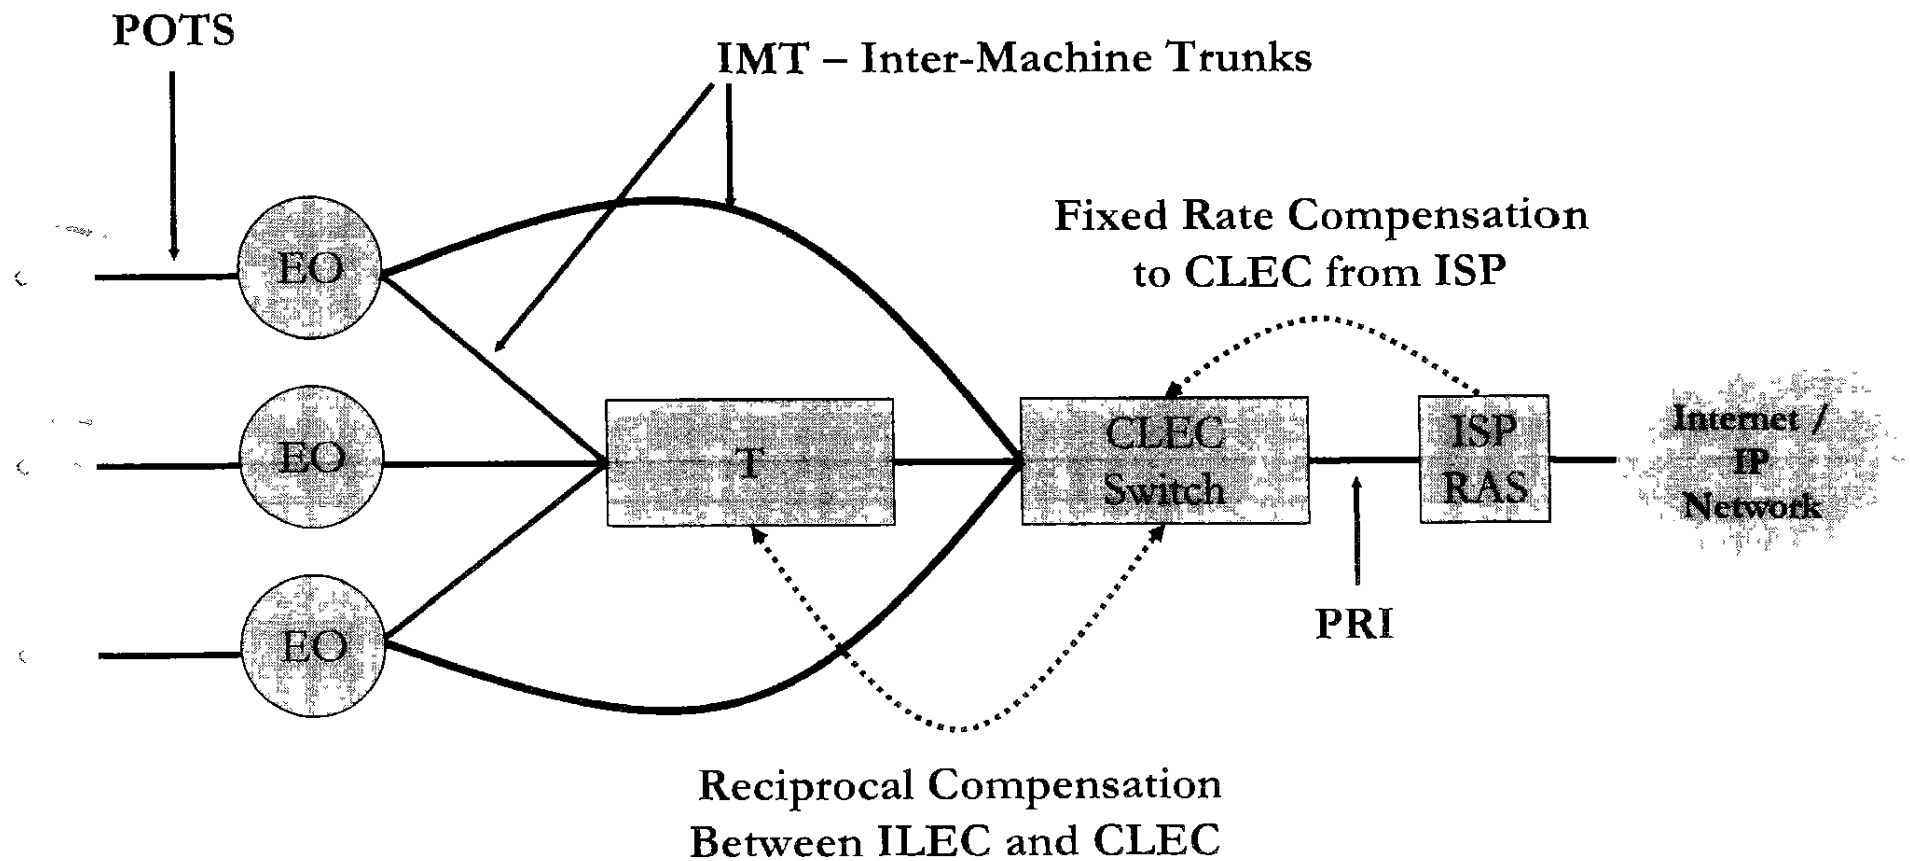 POTS
IMT – Inter-Machine Trunks
Fixed Rate Compensation
to CLEC from ISP
EO
EO
EO
T
CLEC
Switch
ISP
RAS
Internet /
IP
Network
PRI
Reciprocal Compensation
Between ILEC and CLEC